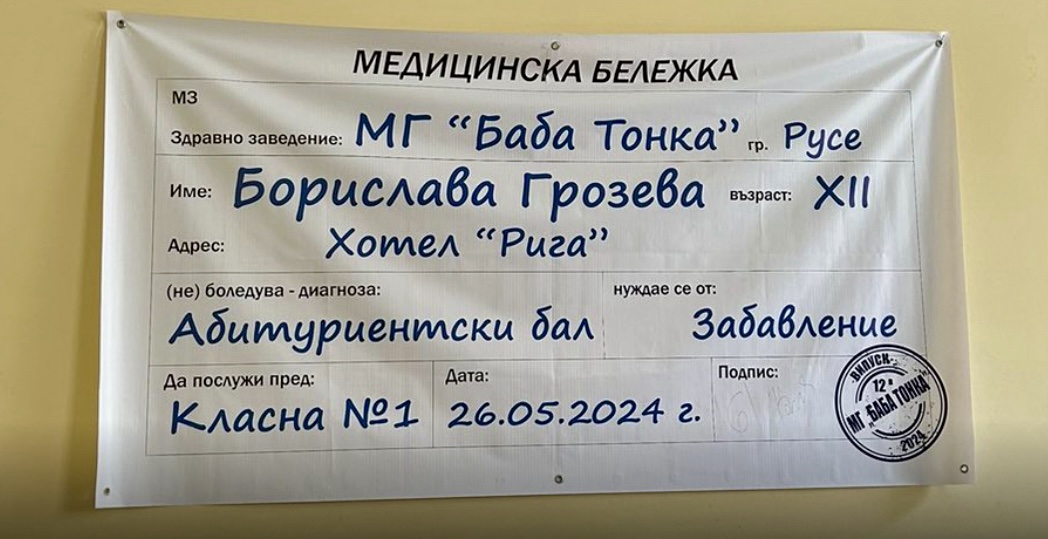 МЕДИЦИНСКА БЕЛЕЖКА
МЗ
Здравно заведение: МГ “Баба Тонка” гр. Русе
Име: Борислава Грозева възраст: XII
Адрес: Хотел “Рига”
(не) боледува - диагноза: нуждае се от:
Абитуриентски бал Забавление
Да послужи пред: Дата: Подпис:
Класна №1 26.05.2024 г.
ВИПУСК
12
МГ „БАБА ТОНКА"
2024